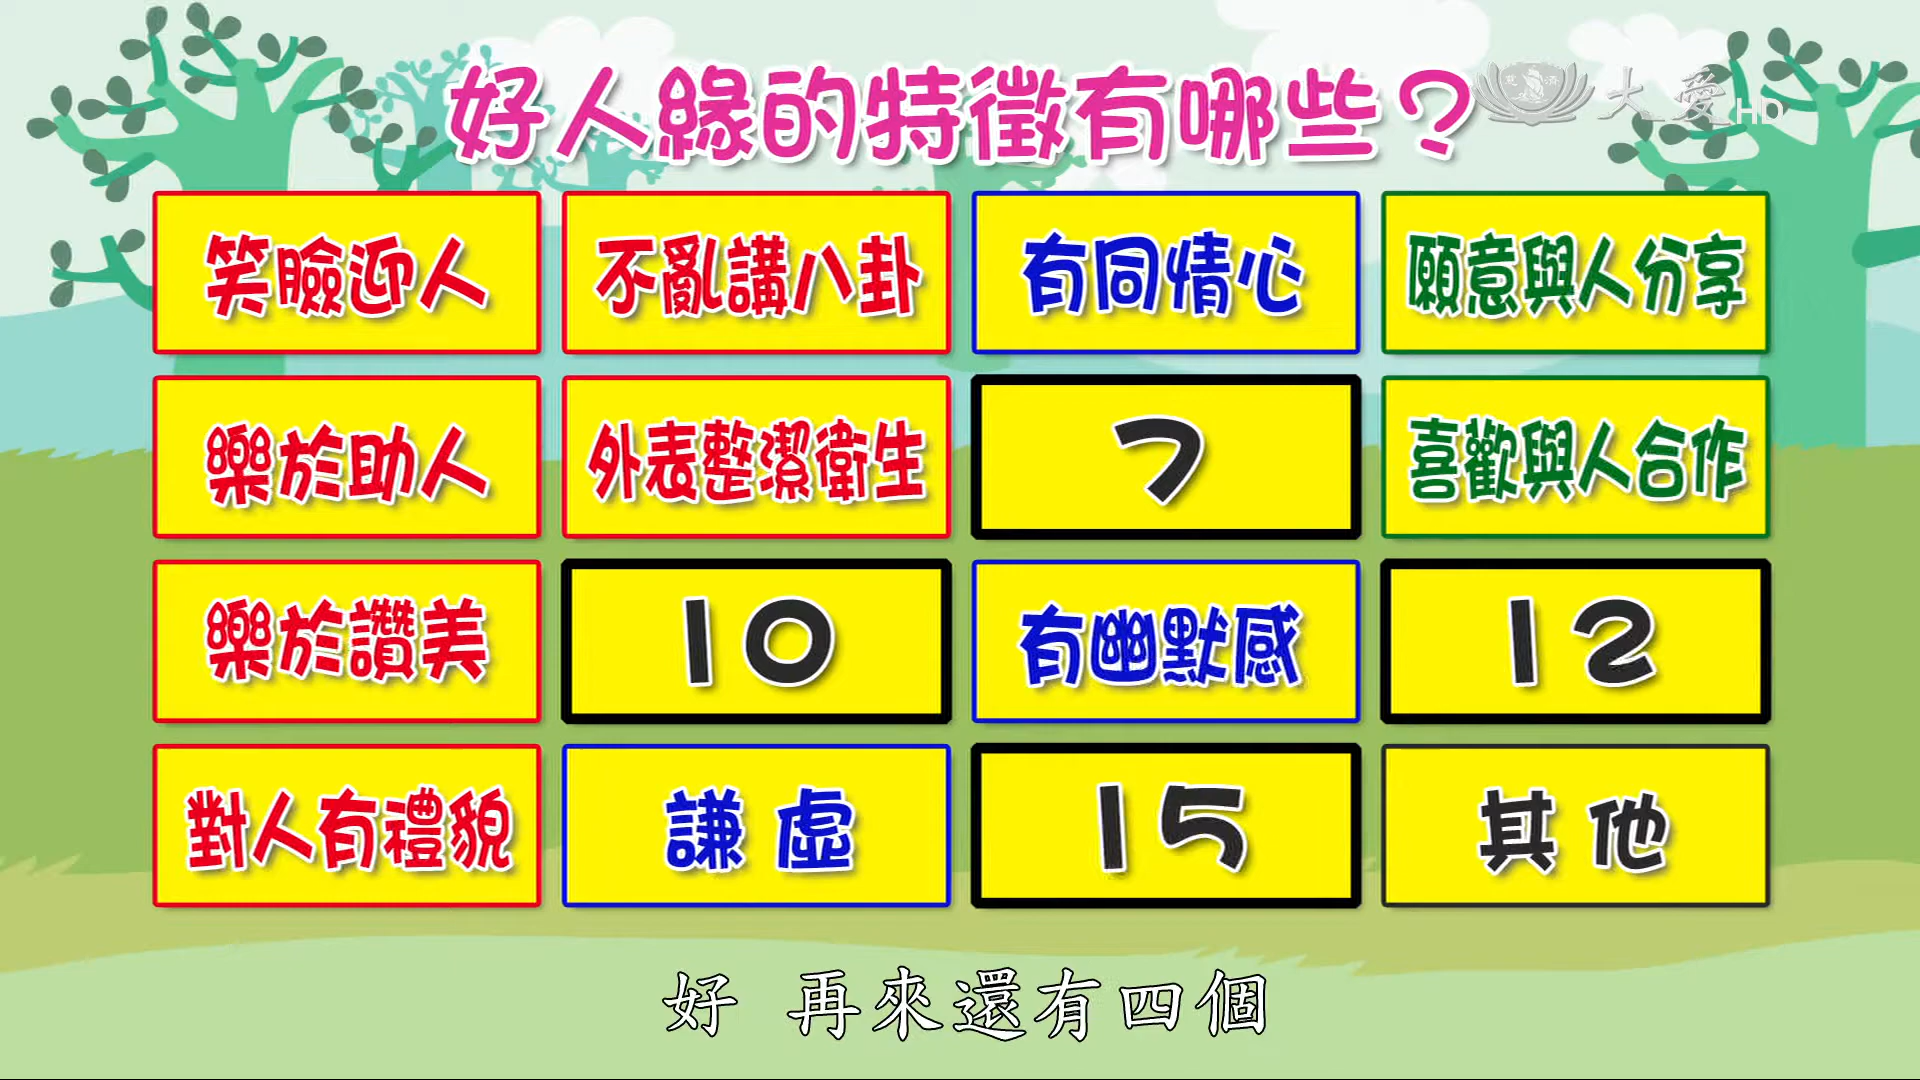 好人緣的特徵有哪些？
大愛HD
笑臉迎人 不亂講八卦 有同情心 願意與人分享
樂於助人 外表整潔衛生 7 喜歡與人合作
樂於讚美 10 有幽默感 12
對人有禮貌 謙虛 15 其他
好 再來還有四個